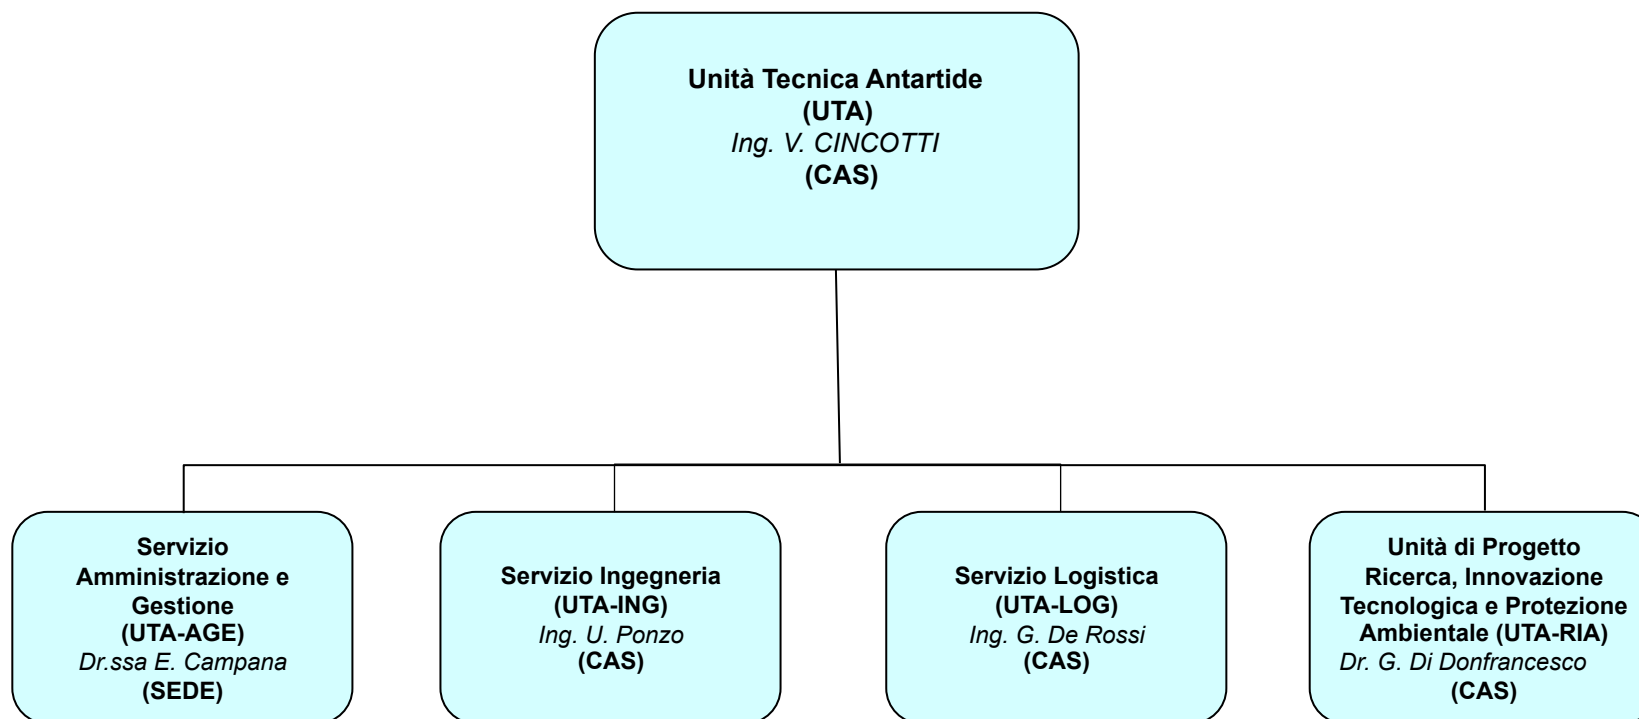 Unità Tecnica Antartide
(UTA)
Ing. V. CINCOTTI
(CAS)
Servizio
Amministrazione e
Gestione
(UTA-AGE)
Dr.ssa E. Campana
(SEDE)
Servizio Ingegneria
(UTA-ING)
Ing. U. Ponzo
(CAS)
Servizio Logistica
(UTA-LOG)
Ing. G. De Rossi
(CAS)
Unità di Progetto
Ricerca, Innovazione
Tecnologica e Protezione
Ambientale (UTA-RIA)
Dr. G. Di Donfrancesco
(CAS)